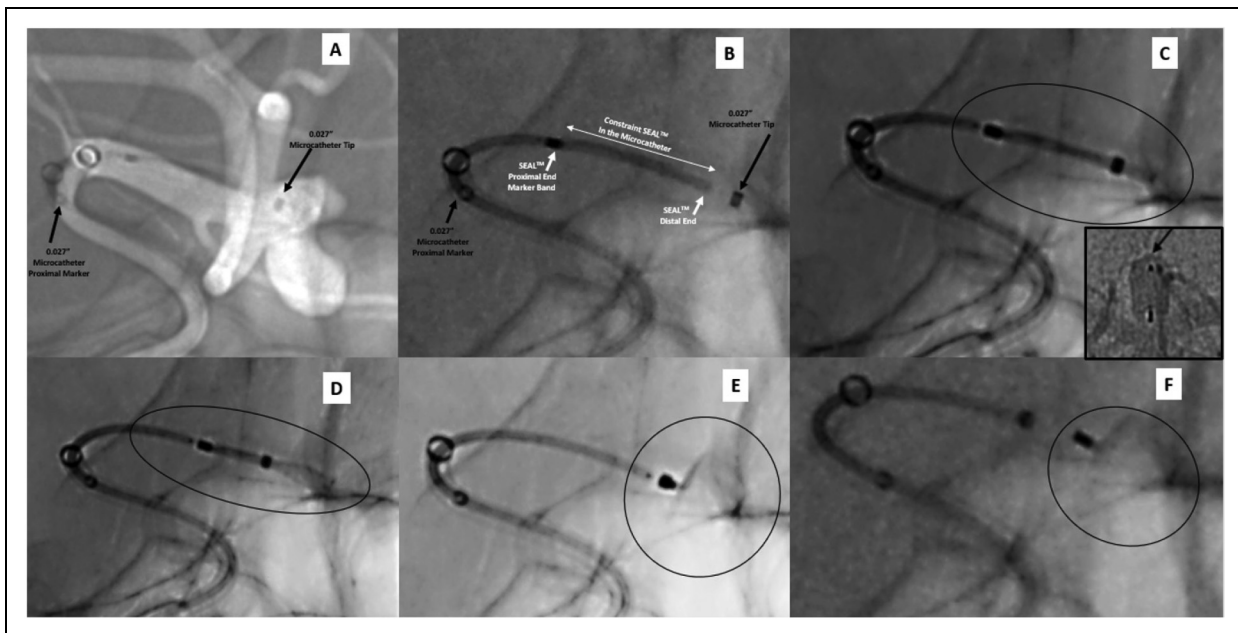 A
0.027"
Microcatheter Tip
0.027"
Microcatheter
Proximal Marker
B
0.027"
Microcatheter Tip
Constraint SEAL™
In the Microcatheter
SEAL™
Proximal End
Marker Band
SEAL™
Distal End
0.027"
Microcatheter
Proximal Marker
C
D
E
F